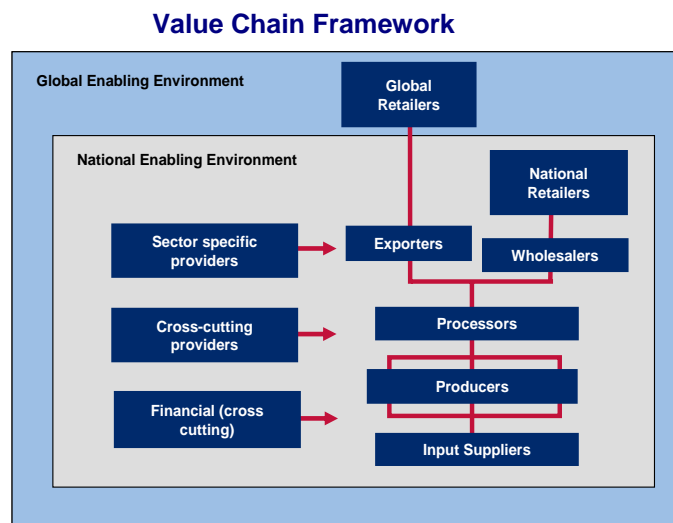 Value Chain Framework
Global Enabling Environment
Global
Retailers
National Enabling Environment
National
Retailers
Sector specific
providers
Exporters
Wholesalers
Cross-cutting
providers
Processors
Producers
Financial (cross
cutting)
Input Suppliers